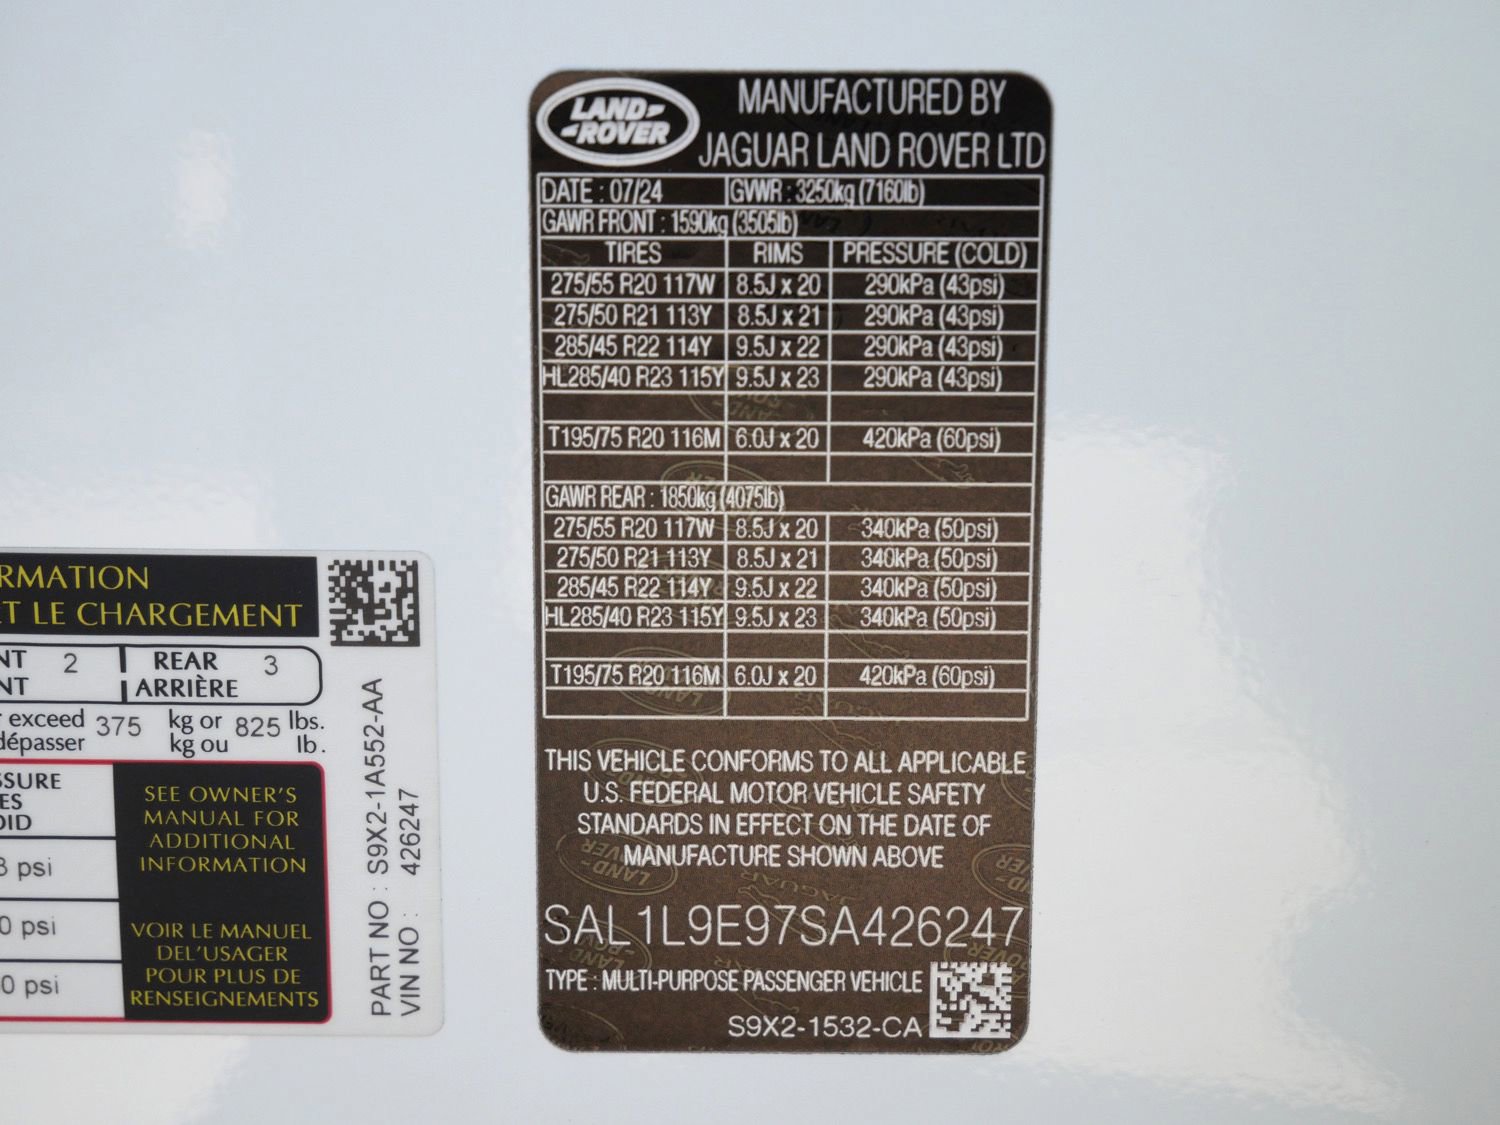 LAND-
-ROVER
MANUFACTURED BY
JAGUAR LAND ROVER LTD
DATE : 07/24 GVWR : 3250kg (7160lb)
GAWR FRONT : 1590kg (3505lb)
TIRES RIMS PRESSURE (COLD)
275/55 R20 117W 8.5J x 20 290kPa (43psi)
275/50 R21 113Y 8.5J x 21 290kPa (43psi)
285/45 R22 114Y 9.5J x 22 290kPa (43psi)
HL285/40 R23 115Y 9.5J x 23 290kPa (43psi)
T195/75 R20 116M 6.0J x 20 420kPa (60psi)
GAWR REAR : 1850kg (4075lb)
275/55 R20 117W 8.5J x 20 340kPa (50psi)
275/50 R21 113Y 8.5J x 21 340kPa (50psi)
285/45 R22 114Y 9.5J x 22 340kPa (50psi)
HL285/40 R23 115Y 9.5J x 23 340kPa (50psi)
T195/75 R20 116M 6.0J x 20 420kPa (60psi)
THIS VEHICLE CONFORMS TO ALL APPLICABLE
U.S. FEDERAL MOTOR VEHICLE SAFETY
STANDARDS IN EFFECT ON THE DATE OF
MANUFACTURE SHOWN ABOVE
SAL1L9E97SA426247
TYPE : MULTI-PURPOSE PASSENGER VEHICLE
S9X2-1532-CA
RMATION
ET LE CHARGEMENT
NT 2 REAR 3
NT ARRIÈRE
r exceed 375 kg or 825 lbs.
dépasser kg ou lb.
SSURE
ES
OID
3 psi
0 psi
0 psi
SEE OWNER'S
MANUAL FOR
ADDITIONAL
INFORMATION
VOIR LE MANUEL
DEL'USAGER
POUR PLUS DE
RENSEIGNEMENTS
PART NO : S9X2-1A552-AA
VIN NO : 426247